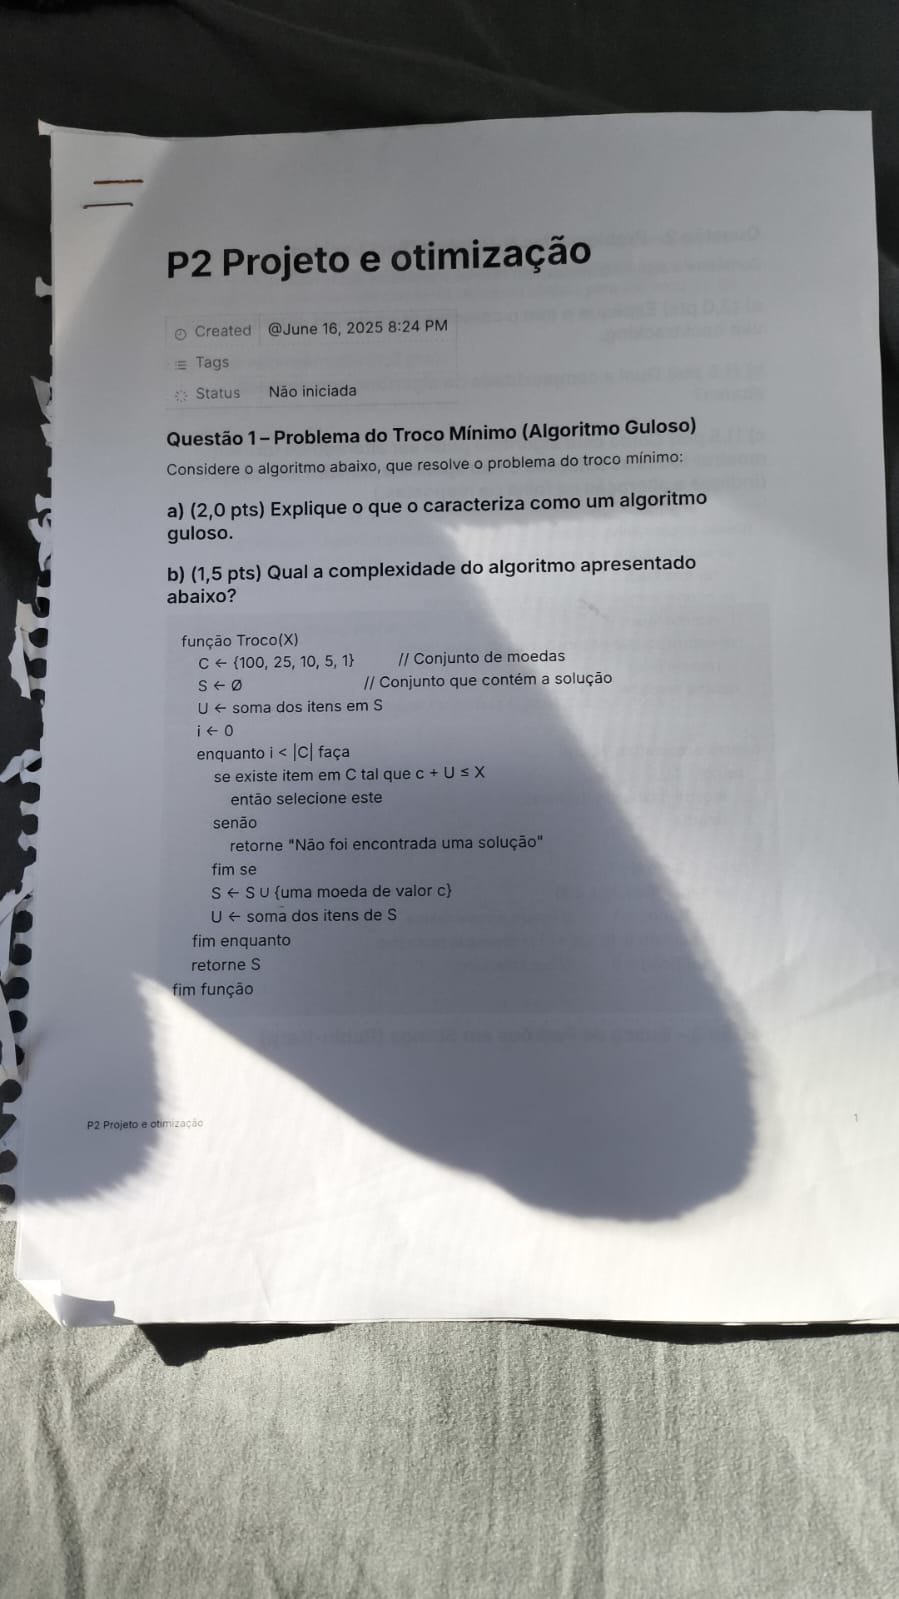 P2 Projeto e otimização
Created @June 16, 2025 8:24 PM
Tags
Status Não iniciada
Questão 1 – Problema do Troco Mínimo (Algoritmo Guloso)
Considere o algoritmo abaixo, que resolve o problema do troco mínimo:
a) (2,0 pts) Explique o que o caracteriza como um algoritmo
guloso.
b) (1,5 pts) Qual a complexidade do algoritmo apresentado
abaixo?
função Troco(X)
C ← {100, 25, 10, 5, 1} // Conjunto de moedas
S ← Ø // Conjunto que contém a solução
U ← soma dos itens em S
i ← 0
enquanto i < |C| faça
se existe item em C tal que c + U ≤ X
então selecione este
senão
retorne "Não foi encontrada uma solução"
fim se
S ← S ∪ {uma moeda de valor c}
U ← soma dos itens de S
fim enquanto
retorne S
fim função
P2 Projeto e otimização 1